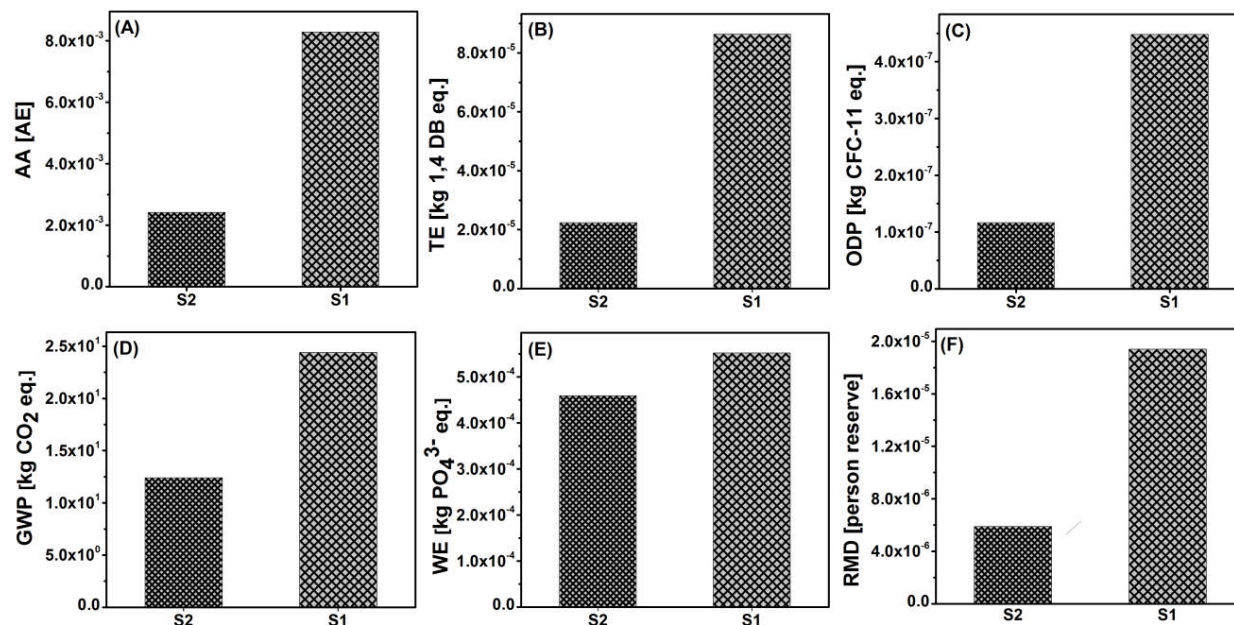 (A)
AA [AE]
8.0x10⁻³
6.0x10⁻³
4.0x10⁻³
2.0x10⁻³
0.0
S2 S1
(B)
TE [kg 1,4 DB eq.]
8.0x10⁻⁵
6.0x10⁻⁵
4.0x10⁻⁵
2.0x10⁻⁵
0.0
S2 S1
(C)
ODP [kg CFC-11 eq.]
4.0x10⁻⁷
3.0x10⁻⁷
2.0x10⁻⁷
1.0x10⁻⁷
0.0
S2 S1
(D)
GWP [kg CO₂ eq.]
2.5x10¹
2.0x10¹
1.5x10¹
1.0x10¹
5.0x10⁰
0.0
S2 S1
(E)
WE [kg PO₄³⁻ eq.]
5.0x10⁻⁴
4.0x10⁻⁴
3.0x10⁻⁴
2.0x10⁻⁴
1.0x10⁻⁴
0.0
S2 S1
(F)
RMD [person reserve]
2.0x10⁻⁵
1.6x10⁻⁵
1.2x10⁻⁵
8.0x10⁻⁶
4.0x10⁻⁶
0.0
S2 S1